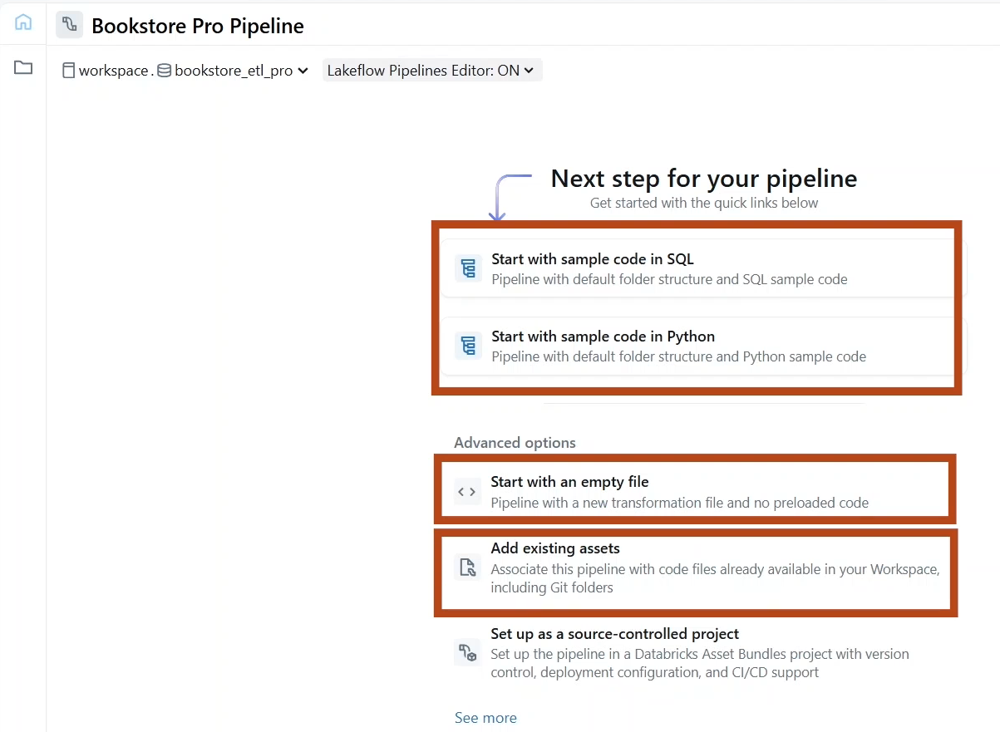 Bookstore Pro Pipeline
workspace. bookstore_etl_pro Lakeflow Pipelines Editor: ON
Next step for your pipeline
Get started with the quick links below
Start with sample code in SQL
Pipeline with default folder structure and SQL sample code
Start with sample code in Python
Pipeline with default folder structure and Python sample code
Advanced options
Start with an empty file
Pipeline with a new transformation file and no preloaded code
Add existing assets
Associate this pipeline with code files already available in your Workspace,
including Git folders
Set up as a source-controlled project
Set up the pipeline in a Databricks Asset Bundles project with version
control, deployment configuration, and CI/CD support
See more